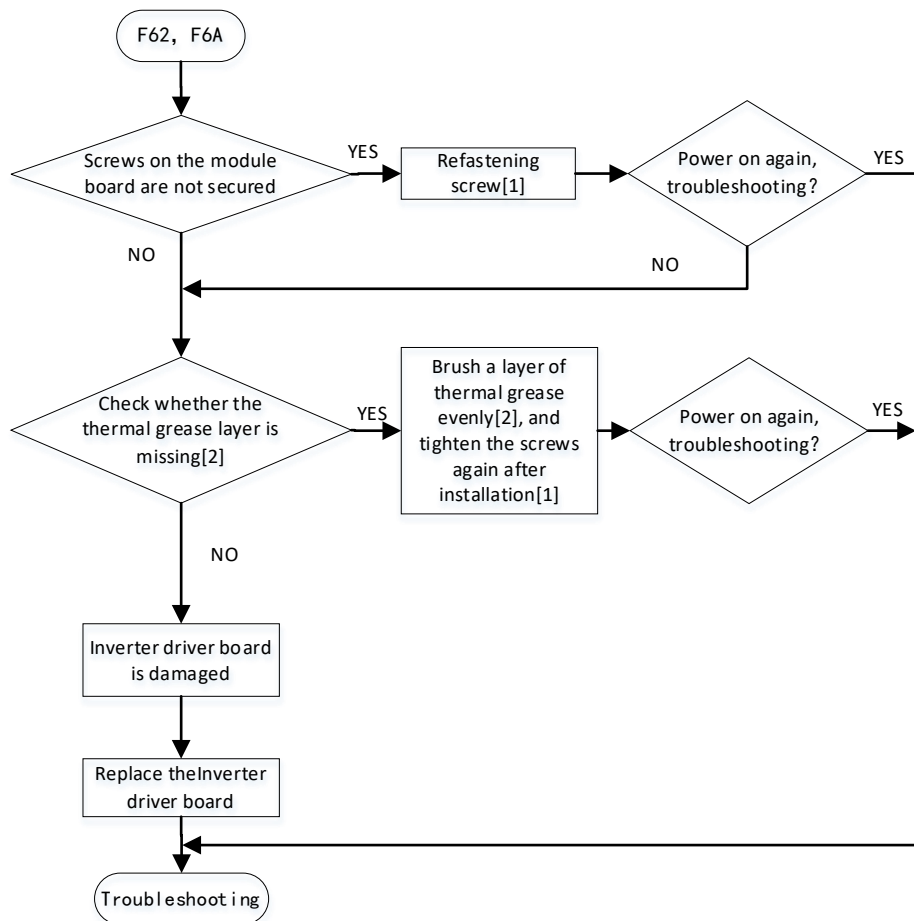 F62, F6A
Screws on the module
board are not secured
YES
Refastening
screw[1]
Power on again,
troubleshooting?
YES
NO
NO
Check whether the
thermal grease layer is
missing[2]
YES
Brush a layer of
thermal grease
evenly[2], and
tighten the screws
again after
installation[1]
Power on again,
troubleshooting?
YES
NO
Inverter driver board
is damaged
Replace theInverter
driver board
Troubleshooting